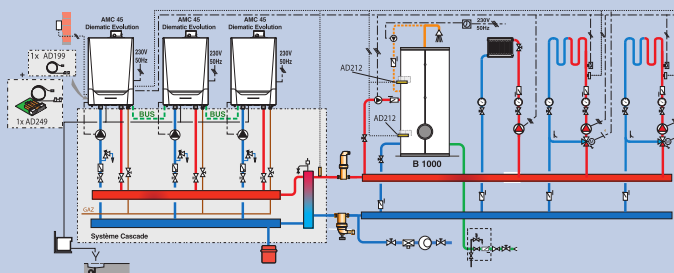 AMC 45
Diematic Evolution
AMC 45
Diematic Evolution
AMC 45
Diematic Evolution
230V
50Hz
230V
50Hz
230V
50Hz
230V
50Hz
1x AD199
+
1x AD249
BUS
BUS
AD212
AD212
B 1000
GAZ
Système Cascade